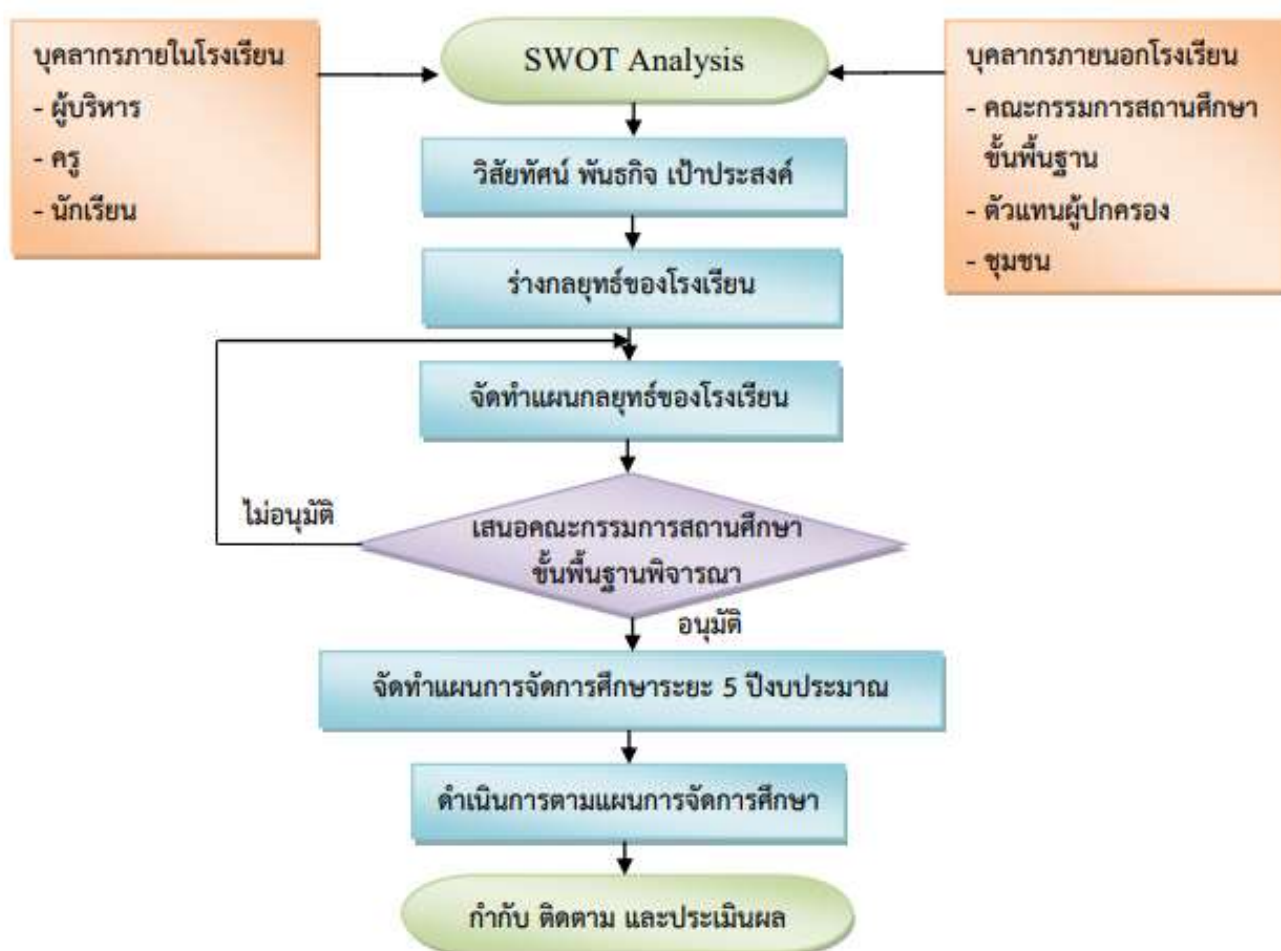 บุคลากรภายในโรงเรียน
- ผู้บริหาร
- ครู
- นักเรียน
SWOT Analysis
บุคลากรภายนอกโรงเรียน
- คณะกรรมการสถานศึกษา
ขั้นพื้นฐาน
- ตัวแทนผู้ปกครอง
- ชุมชน
วิสัยทัศน์ พันธกิจ เป้าประสงค์
ร่างกลยุทธ์ของโรงเรียน
จัดทำแผนกลยุทธ์ของโรงเรียน
ไม่อนุมัติ
เสนอคณะกรรมการสถานศึกษา
ขั้นพื้นฐานพิจารณา
อนุมัติ
จัดทำแผนการจัดการศึกษาระยะ 5 ปีงบประมาณ
ดำเนินการตามแผนการจัดการศึกษา
กำกับ ติดตาม และประเมินผล